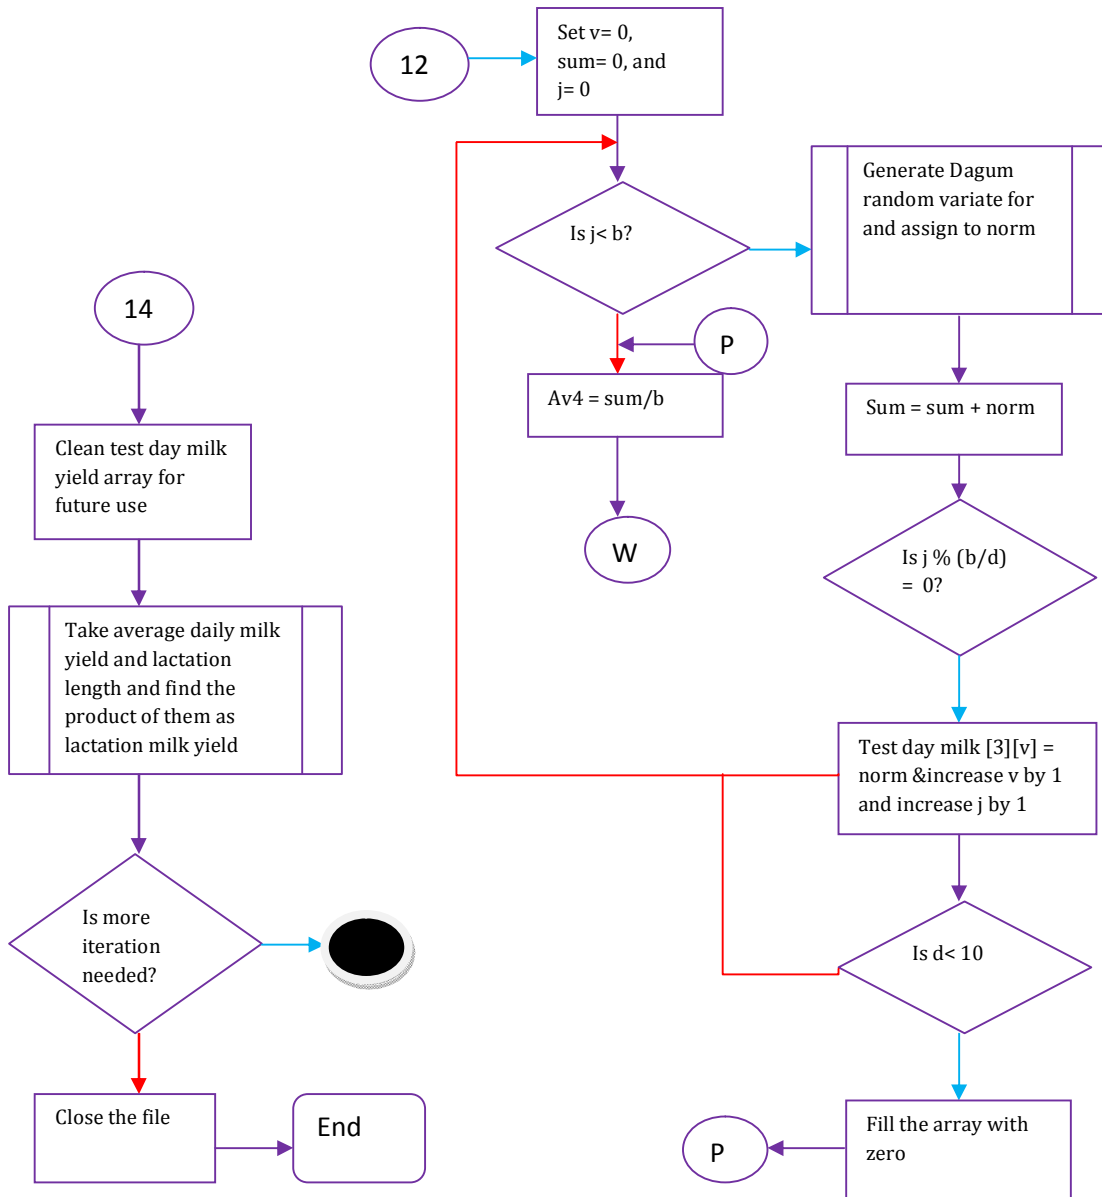 12
Set v= 0,
sum= 0, and
j= 0
Is j< b?
Generate Dagum
random variate for
and assign to norm
P
Av4 = sum/b
W
Sum = sum + norm
Is j % (b/d)
= 0?
Test day milk [3][v] =
norm &increase v by 1
and increase j by 1
Is d< 10
Fill the array with
zero
P
14
Clean test day milk
yield array for
future use
Take average daily milk
yield and lactation
length and find the
product of them as
lactation milk yield
Is more
iteration
needed?
Close the file
End